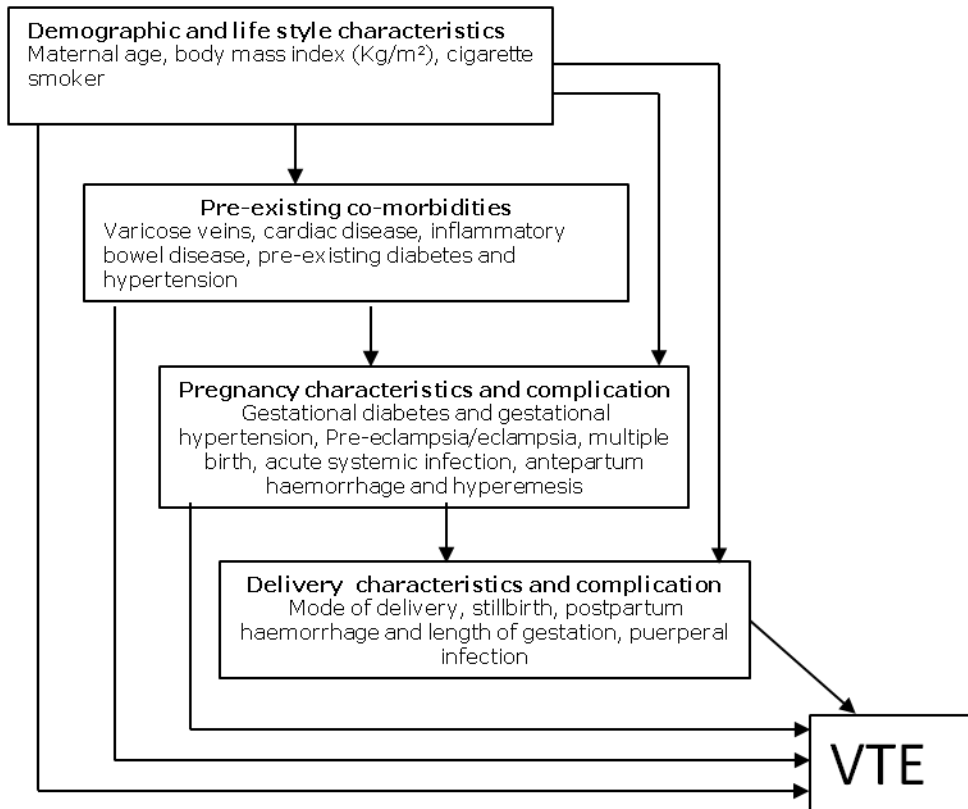 Demographic and life style characteristics
Maternal age, body mass index (Kg/m²), cigarette
smoker
Pre-existing co-morbidities
Varicose veins, cardiac disease, inflammatory
bowel disease, pre-existing diabetes and
hypertension
Pregnancy characteristics and complication
Gestational diabetes and gestational
hypertension, Pre-eclampsia/eclampsia, multiple
birth, acute systemic infection, antepartum
haemorrhage and hyperemesis
Delivery characteristics and complication
Mode of delivery, stillbirth, postpartum
haemorrhage and length of gestation, puerperal
infection
VTE